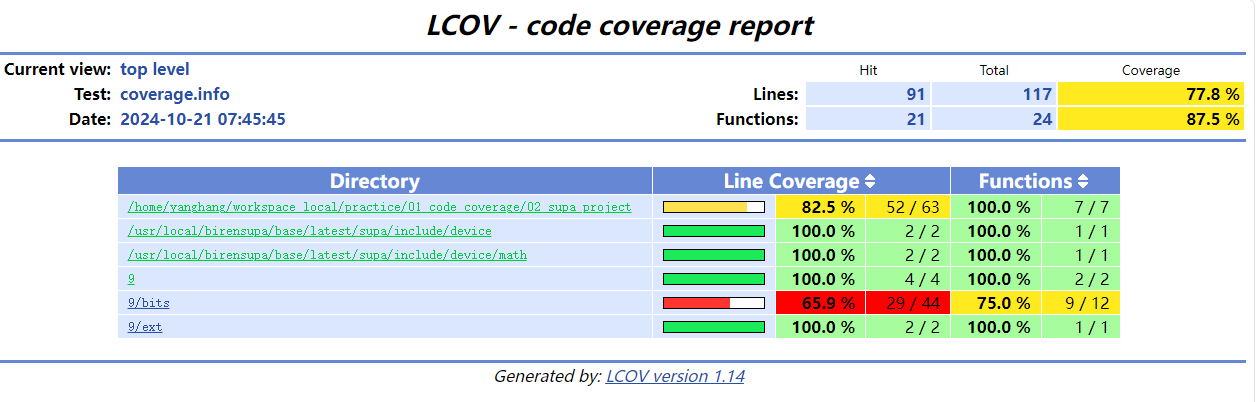 LCOV - code coverage report
Current view: top level Hit Total Coverage
Test: coverage.info Lines: 91 117 77.8 %
Date: 2024-10-21 07:45:45 Functions: 21 24 87.5 %
Directory Line Coverage Functions
/home/yanghang/workspace_local/practice/01_code_coverage/02_supa_project 82.5 % 52 / 63 100.0 % 7 / 7
/usr/local/birensupa/base/latest/supa/include/device 100.0 % 2 / 2 100.0 % 1 / 1
/usr/local/birensupa/base/latest/supa/include/device/math 100.0 % 2 / 2 100.0 % 1 / 1
9 100.0 % 4 / 4 100.0 % 2 / 2
9/bits 65.9 % 29 / 44 75.0 % 9 / 12
9/ext 100.0 % 2 / 2 100.0 % 1 / 1
Generated by: LCOV version 1.14